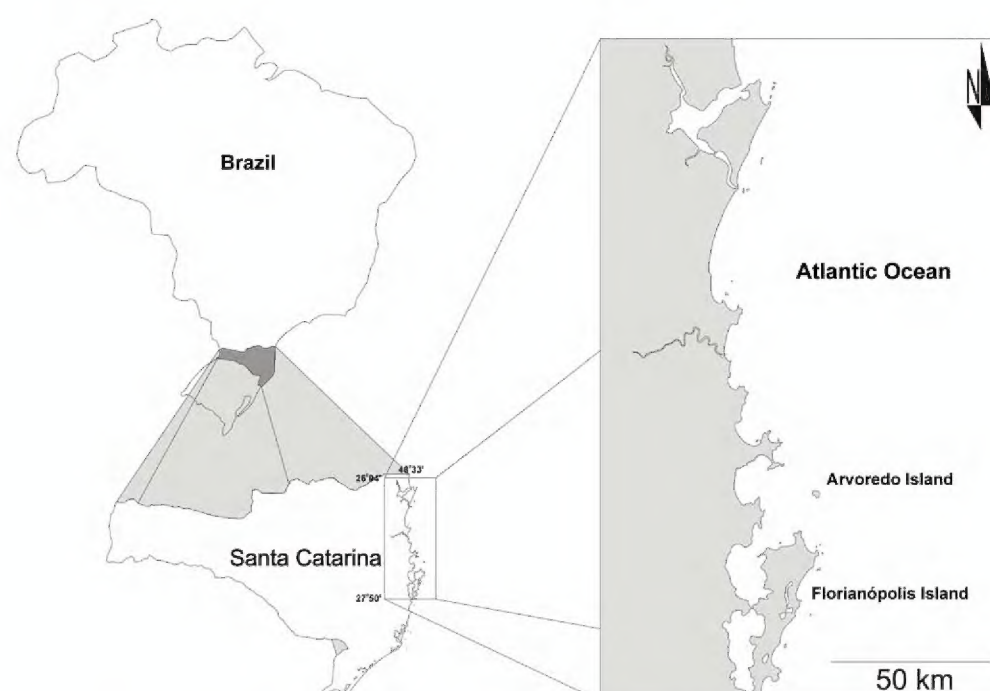 Brazil
N
Atlantic Ocean
48°33'
26°04'
Arvoredo Island
Santa Catarina
Florianópolis Island
27°50'
50 km